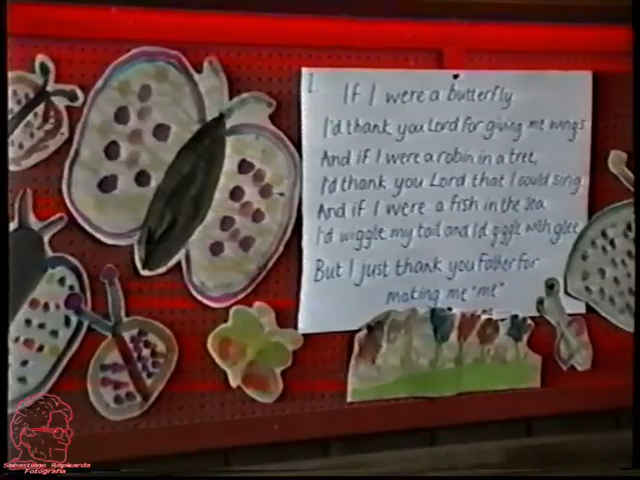 1.
If I were a butterfly
I'd thank you Lord for giving me wings
And if I were a robin in a tree,
I'd thank you Lord that I could sing
And if I were a fish in the sea
I'd wiggle my tail and I'd giggle with glee
But I just thank you Father for
making me "me"
Sebastiano Rapisarda
Fotografia